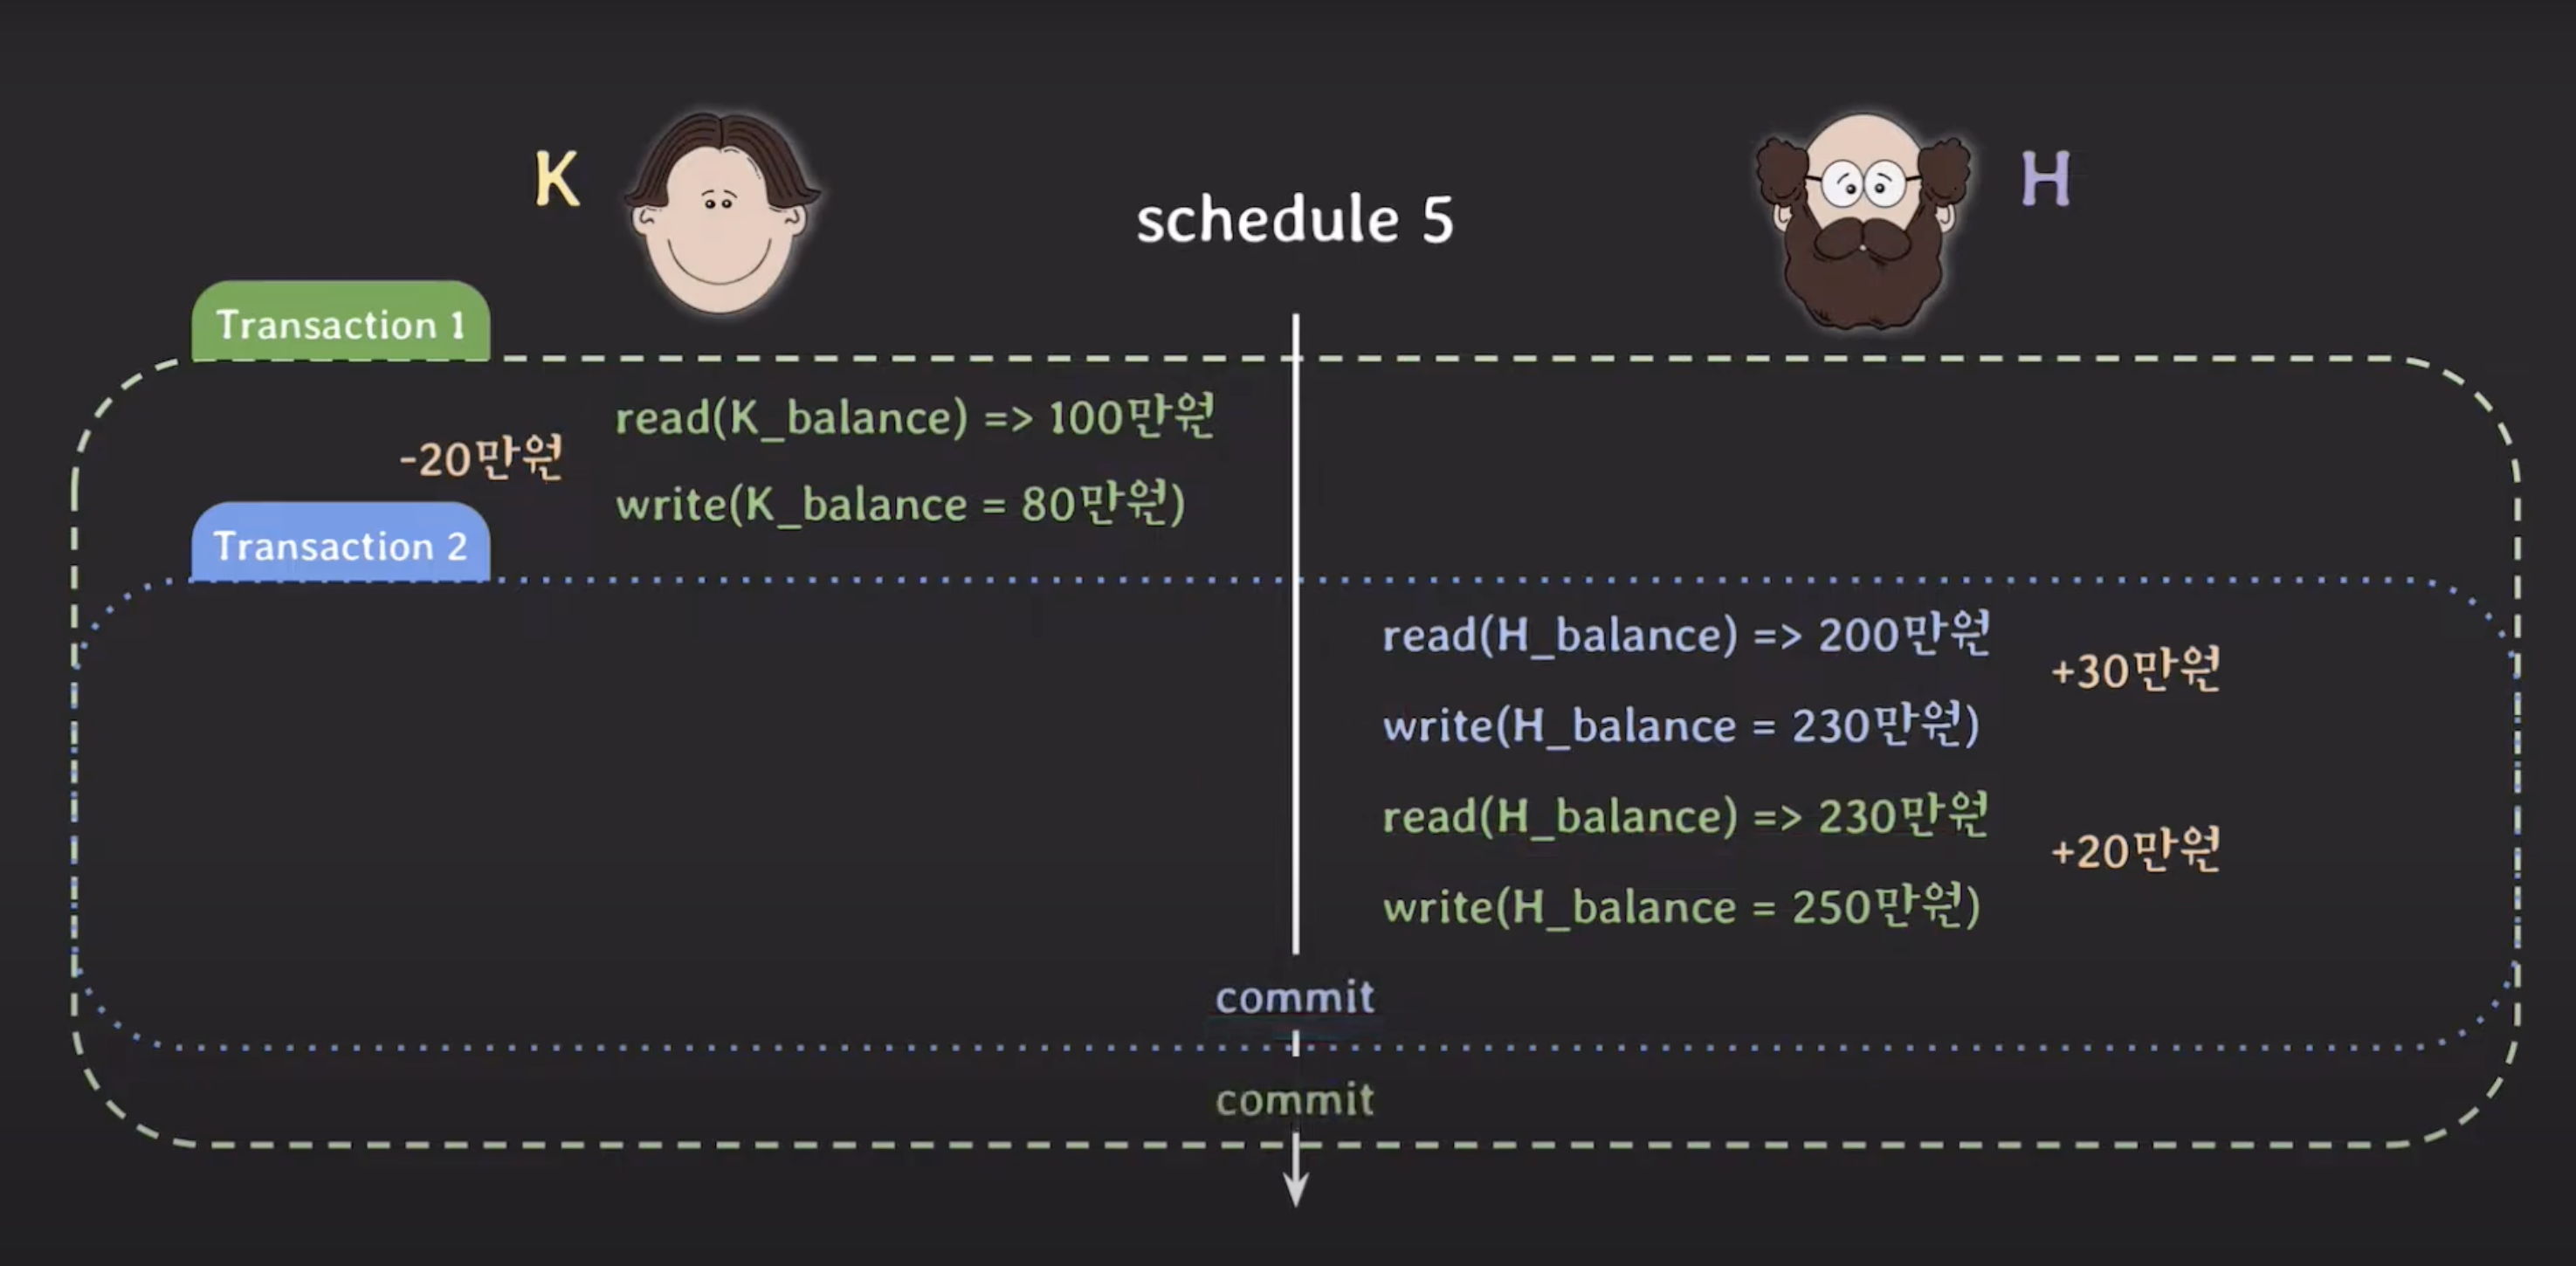 K
H
schedule 5
Transaction 1
read(K_balance) => 100만원
-20만원
write(K_balance = 80만원)
Transaction 2
read(H_balance) => 200만원
+30만원
write(H_balance = 230만원)
read(H_balance) => 230만원
+20만원
write(H_balance = 250만원)
commit
commit